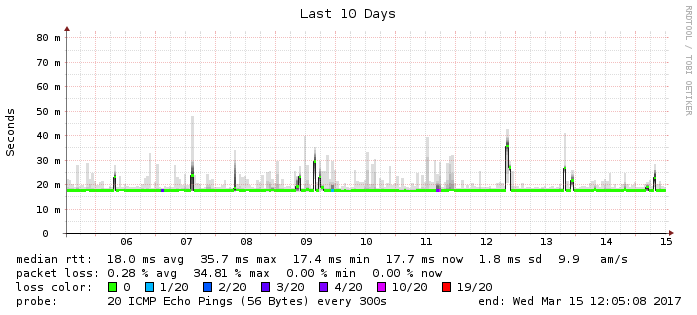 Last 10 Days
RRDTOOL / TOBI OETIKER
Seconds
80 m
70 m
60 m
50 m
40 m
30 m
20 m
10 m
0
06 07 08 09 10 11 12 13 14 15
median rtt: 18.0 ms avg 35.7 ms max 17.4 ms min 17.7 ms now 1.8 ms sd 9.9 am/s
packet loss: 0.28 % avg 34.81 % max 0.00 % min 0.00 % now
loss color: 0 1/20 2/20 3/20 4/20 10/20 19/20
probe: 20 ICMP Echo Pings (56 Bytes) every 300s end: Wed Mar 15 12:05:08 2017